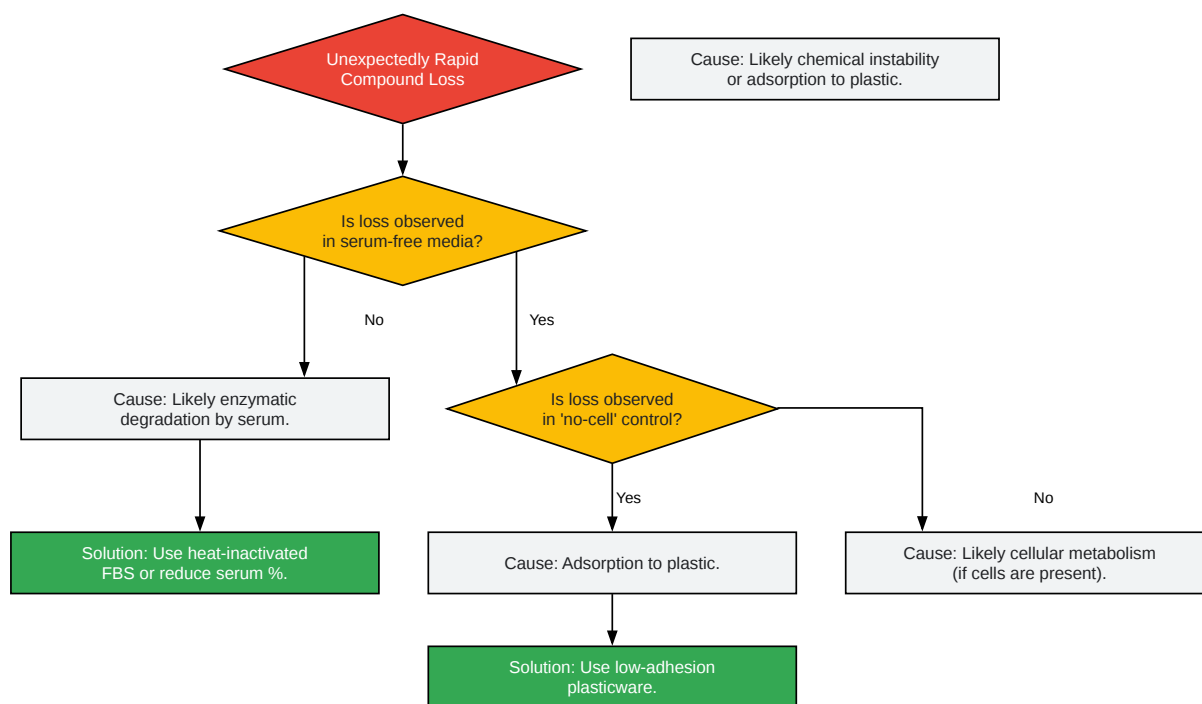 Unexpectedly Rapid
Compound Loss
Cause: Likely chemical instability
or adsorption to plastic.
Is loss observed
in serum-free media?
No
Yes
Cause: Likely enzymatic
degradation by serum.
Is loss observed
in 'no-cell' control?
Yes
No
Solution: Use heat-inactivated
FBS or reduce serum %.
Cause: Adsorption to plastic.
Cause: Likely cellular metabolism
(if cells are present).
Solution: Use low-adhesion
plasticware.